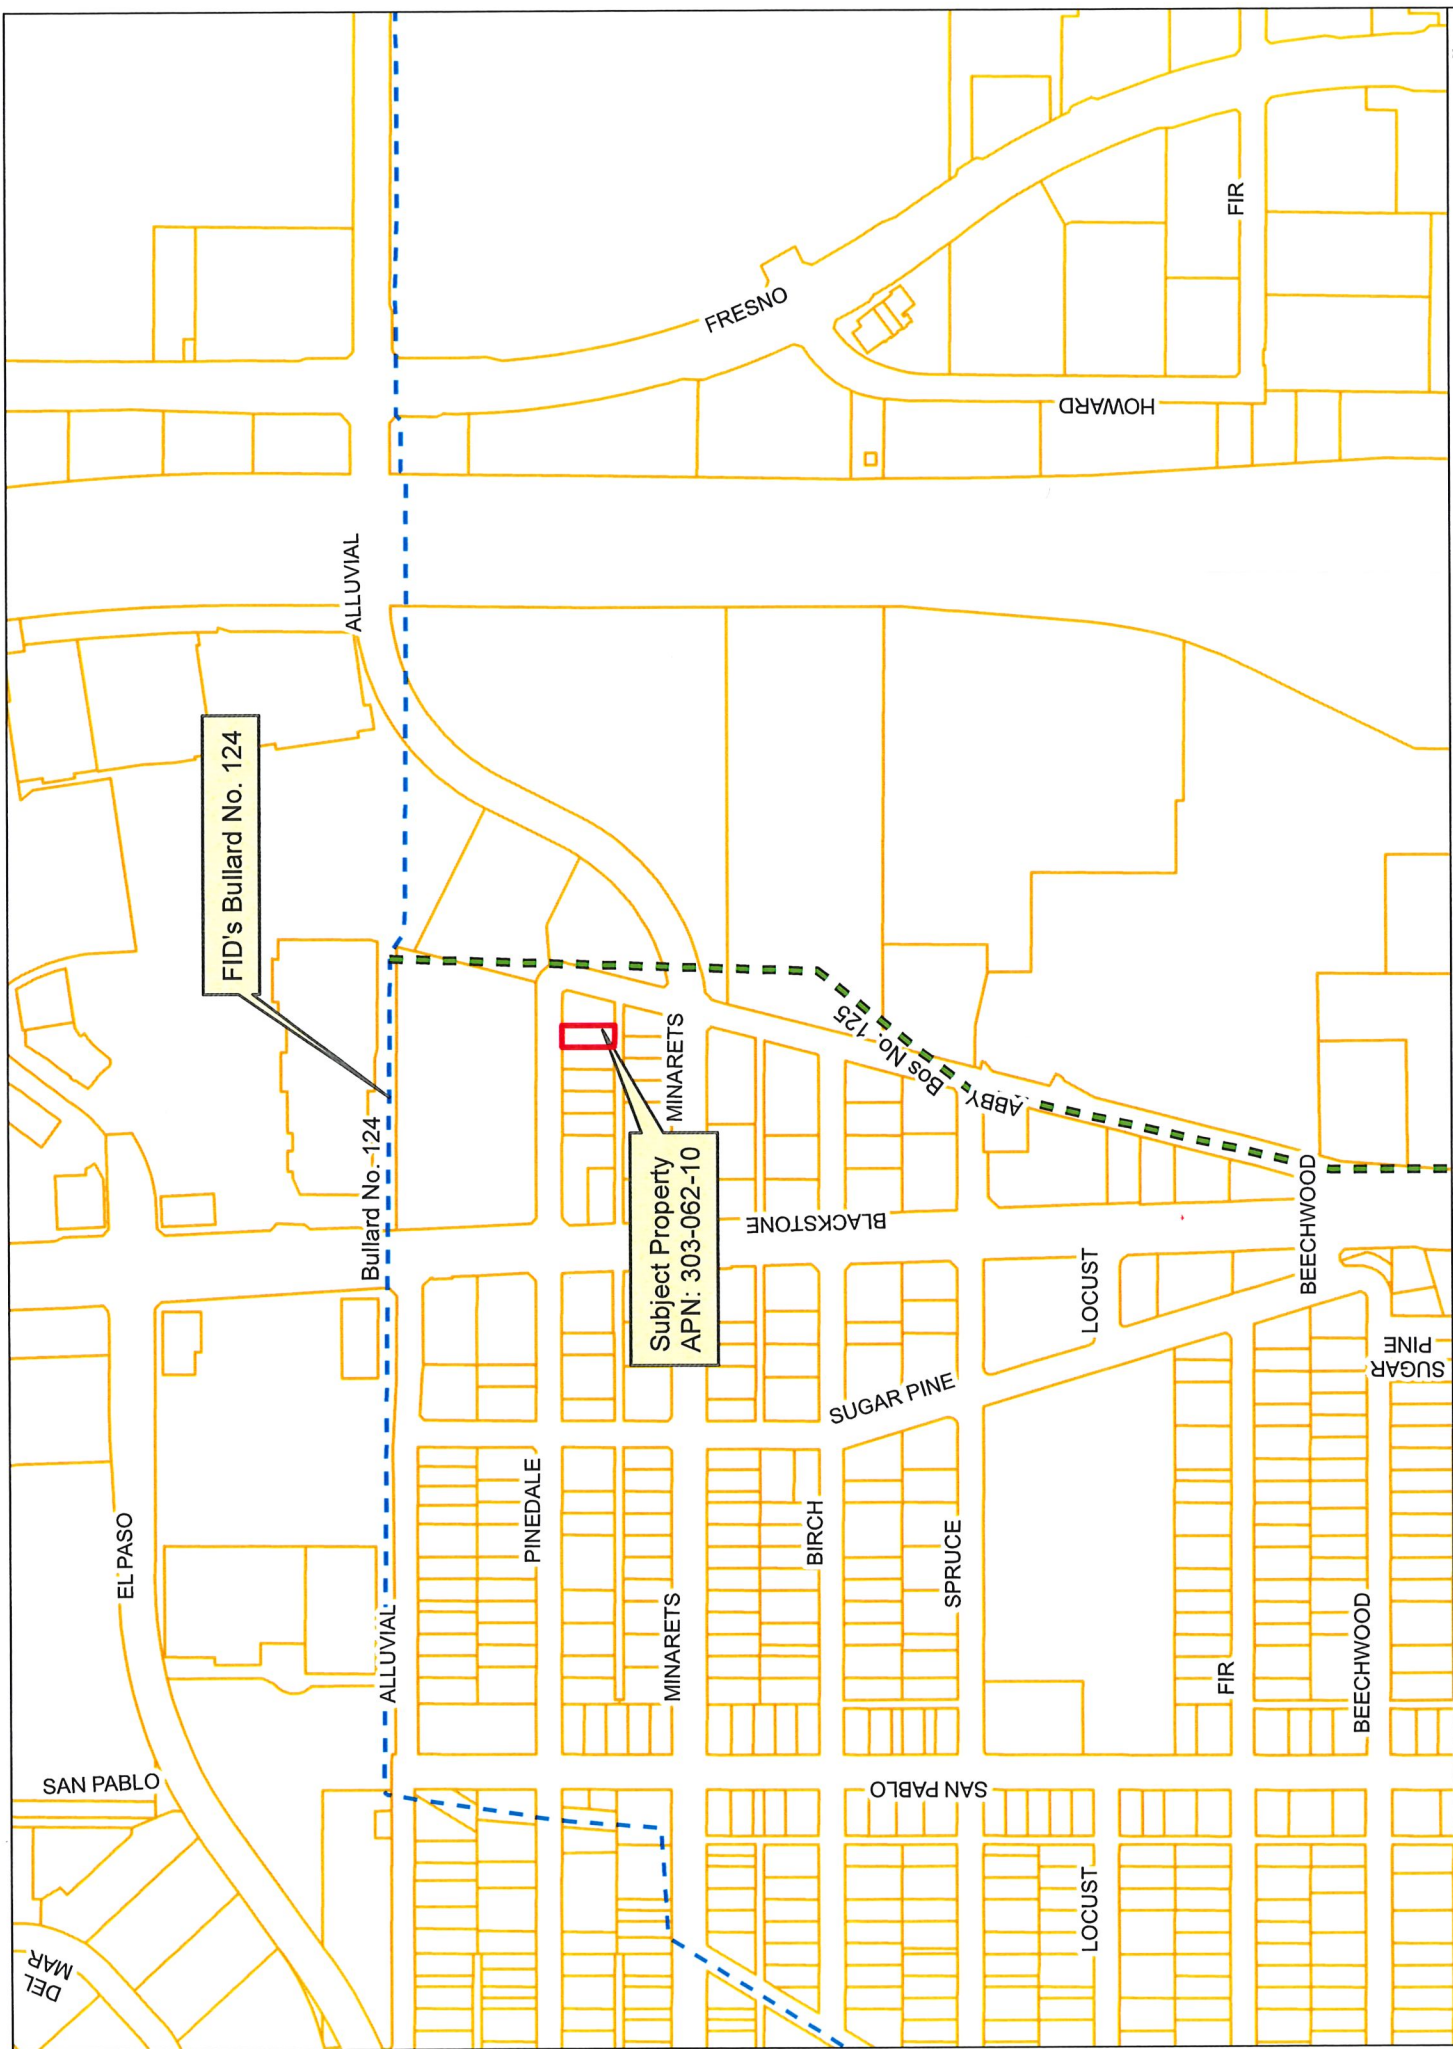 DEL
MAR
SAN PABLO
EL PASO
FID's Bullard No. 124
ALLUVIAL
Bullard No. 124
ALLUVIAL
PINEDALE
Subject Property
APN: 303-062-10
MINARETS
MINARETS
FRESNO
BLACKSTONE
BIRCH
SUGAR PINE
SPRUCE
SAN PABLO
Bos No. 125
ABBY
HOWARD
LOCUST
LOCUST
FIR
FIR
BEECHWOOD
BEECHWOOD
SUGAR
PINE